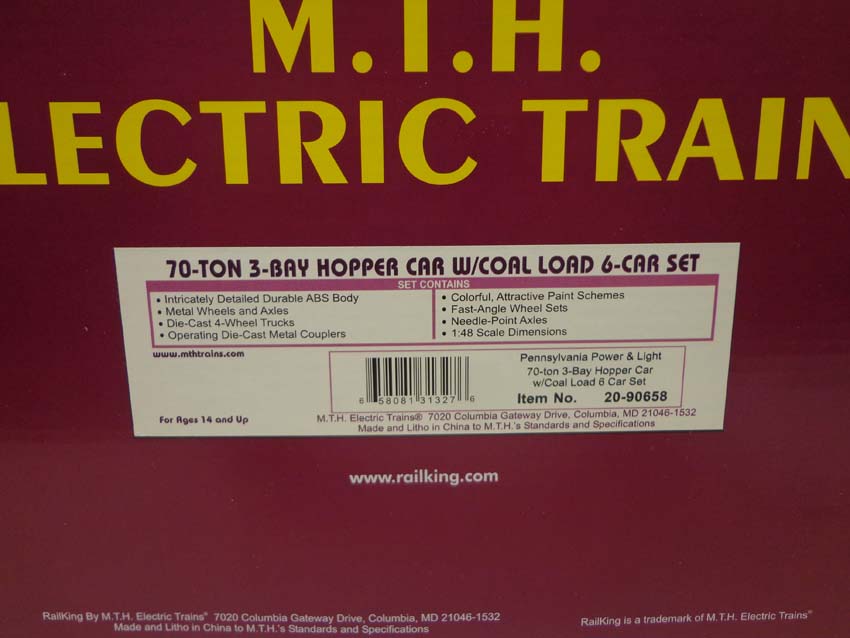 M.T.H.
LECTRIC TRAIN
70-TON 3-BAY HOPPER CAR W/COAL LOAD 6-CAR SET
SET CONTAINS
• Intricately Detailed Durable ABS Body
• Metal Wheels and Axles
• Die-Cast 4-Wheel Trucks
• Operating Die-Cast Metal Couplers
• Colorful, Attractive Paint Schemes
• Fast-Angle Wheel Sets
• Needle-Point Axles
• 1:48 Scale Dimensions
www.mthtrains.com
Pennsylvania Power & Light
70-ton 3-Bay Hopper Car
w/Coal Load 6 Car Set
Item No. 20-90658
6 58081 31327 6
For Ages 14 and Up
M.T.H. Electric Trains® 7020 Columbia Gateway Drive, Columbia, MD 21046-1532
Made and Litho in China to M.T.H.'s Standards and Specifications
www.railking.com
RailKing By M.T.H. Electric Trains® 7020 Columbia Gateway Drive, Columbia, MD 21046-1532
Made and Litho in China to M.T.H.'s Standards and Specifications
RailKing is a trademark of M.T.H. Electric Trains®